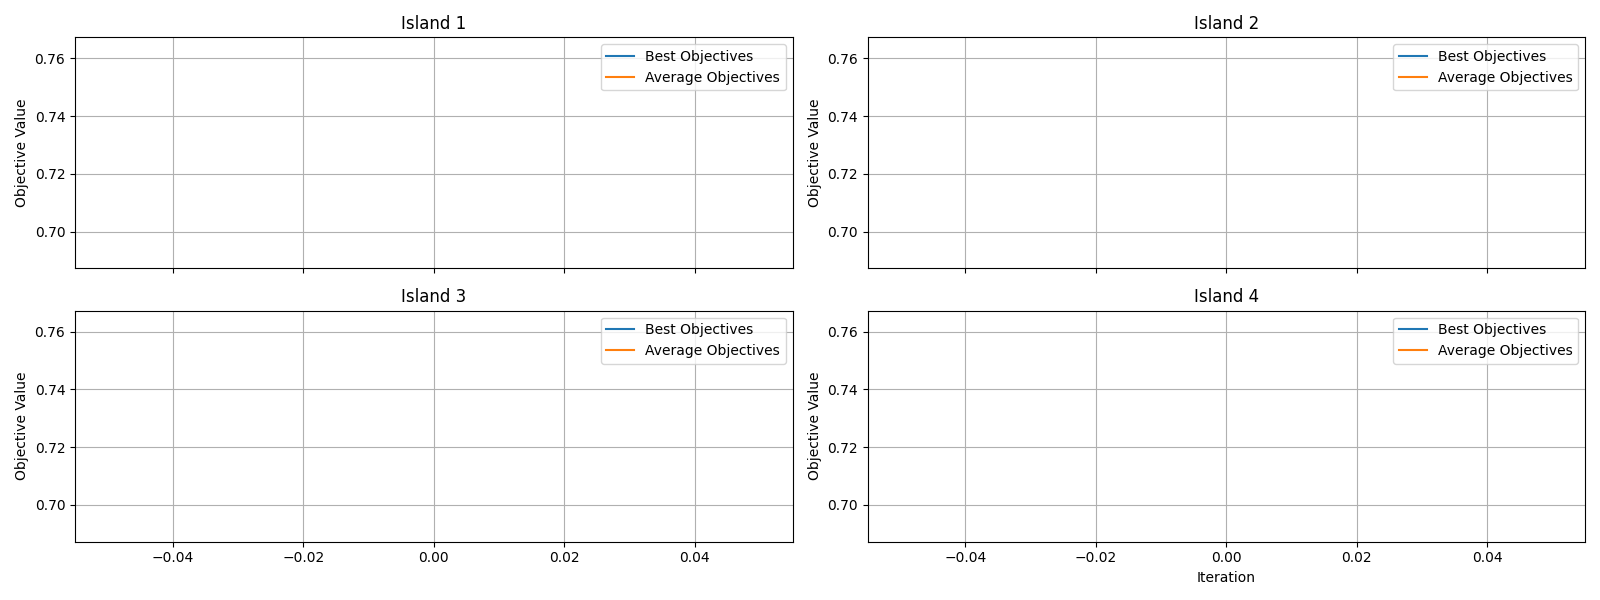 Island 1
Best Objectives
Average Objectives
Objective Value
0.76
0.74
0.72
0.70
Island 2
Best Objectives
Average Objectives
Objective Value
0.76
0.74
0.72
0.70
Island 3
Best Objectives
Average Objectives
Objective Value
0.76
0.74
0.72
0.70
−0.04 −0.02 0.00 0.02 0.04
Island 4
Best Objectives
Average Objectives
Objective Value
0.76
0.74
0.72
0.70
−0.04 −0.02 0.00 0.02 0.04
Iteration